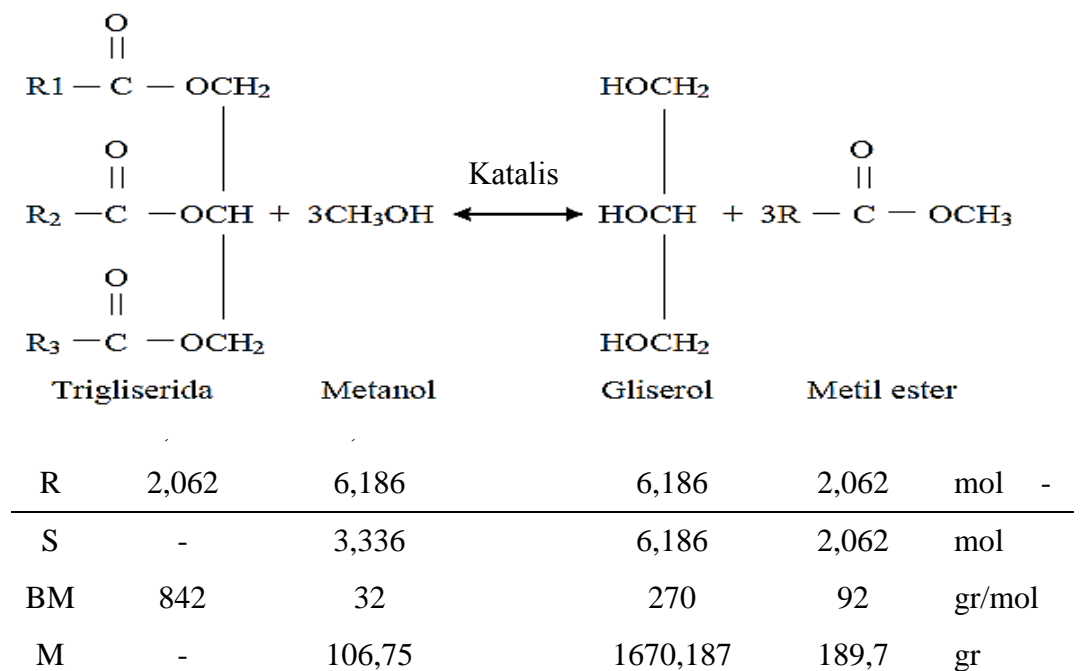 O
||
R1 — C — OCH₂
HOCH₂
O
||
O
||
Katalis
R₂ — C — OCH + 3CH₃OH
HOCH + 3R — C — OCH₃
O
||
R₃ — C — OCH₂
HOCH₂
Trigliserida Metanol Gliserol Metil ester
R 2,062 6,186 6,186 2,062 mol -
S - 3,336 6,186 2,062 mol
BM 842 32 270 92 gr/mol
M - 106,75 1670,187 189,7 gr